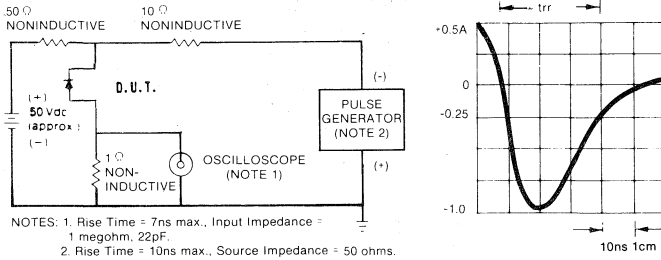 50 Ω
NONINDUCTIVE
10 Ω
NONINDUCTIVE
D.U.T.
(+)
50 Vdc
(approx.)
(−)
1 Ω
NON-
INDUCTIVE
OSCILLOSCOPE
(NOTE 1)
(-)
PULSE
GENERATOR
(NOTE 2)
(+)
NOTES: 1. Rise Time = 7ns max., Input Impedance =
1 megohm, 22pF.
2. Rise Time = 10ns max., Source Impedance = 50 ohms.
trr
+0.5A
0
-0.25
-1.0
10ns 1cm